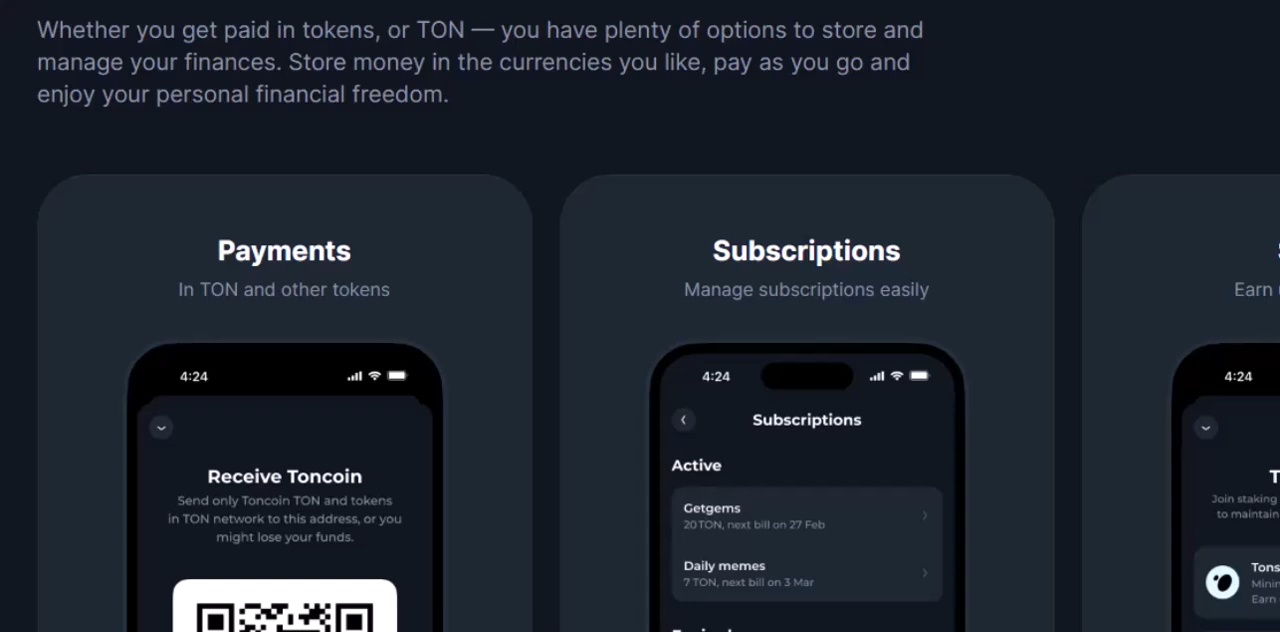 Whether you get paid in tokens, or TON — you have plenty of options to store and
manage your finances. Store money in the currencies you like, pay as you go and
enjoy your personal financial freedom.
Payments
In TON and other tokens
4:24
Receive Toncoin
Send only Toncoin TON and tokens
in TON network to this address, or you
might lose your funds.
Subscriptions
Manage subscriptions easily
4:24
Subscriptions
Active
Getgems
20 TON, next bill on 27 Feb
Daily memes
7 TON, next bill on 3 Mar
Earn
4:24
Join staking
to maintain